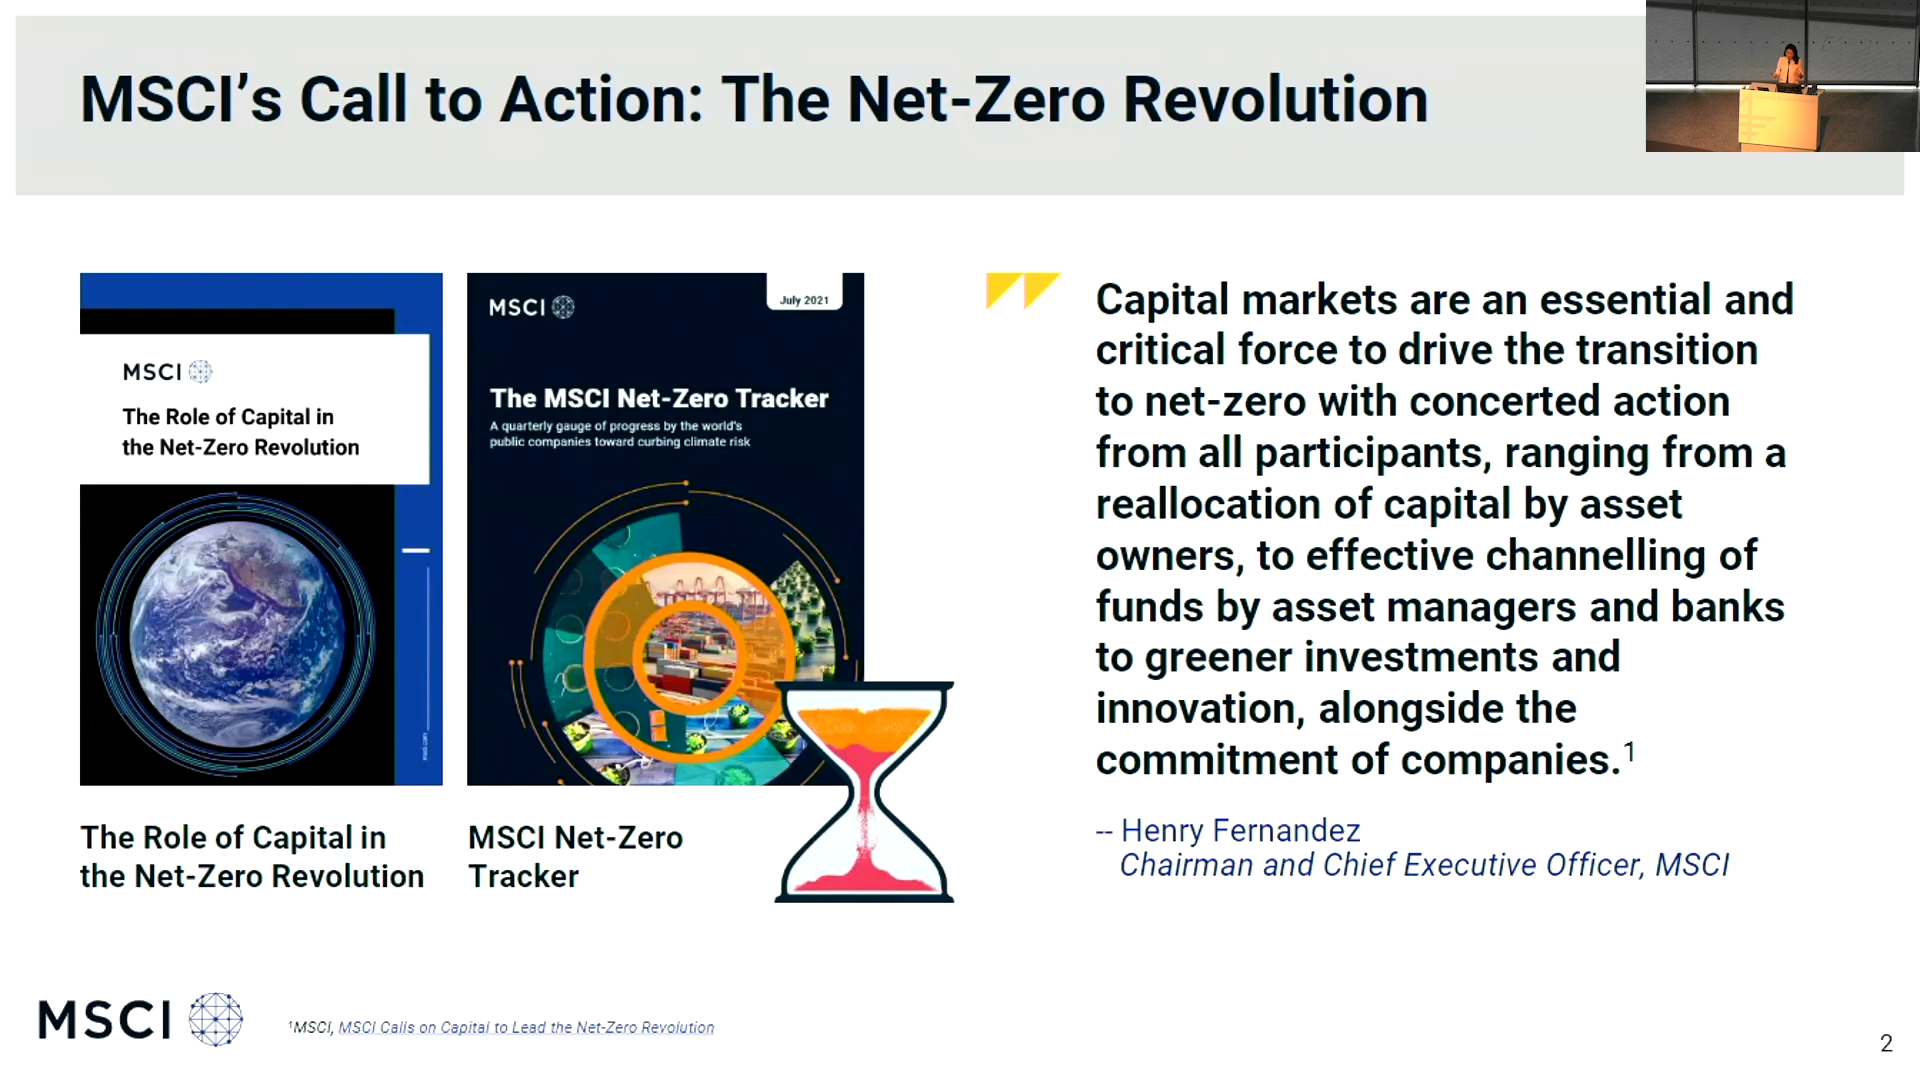 MSCI's Call to Action: The Net-Zero Revolution
MSCI
The Role of Capital in
the Net-Zero Revolution
MSCI
July 2021
The MSCI Net-Zero Tracker
A quarterly gauge of progress by the world's
public companies toward curbing climate risk
The Role of Capital in
the Net-Zero Revolution
MSCI Net-Zero
Tracker
Capital markets are an essential and
critical force to drive the transition
to net-zero with concerted action
from all participants, ranging from a
reallocation of capital by asset
owners, to effective channelling of
funds by asset managers and banks
to greener investments and
innovation, alongside the
commitment of companies.¹
-- Henry Fernandez
Chairman and Chief Executive Officer, MSCI
MSCI
¹MSCI, MSCI Calls on Capital to Lead the Net-Zero Revolution
2